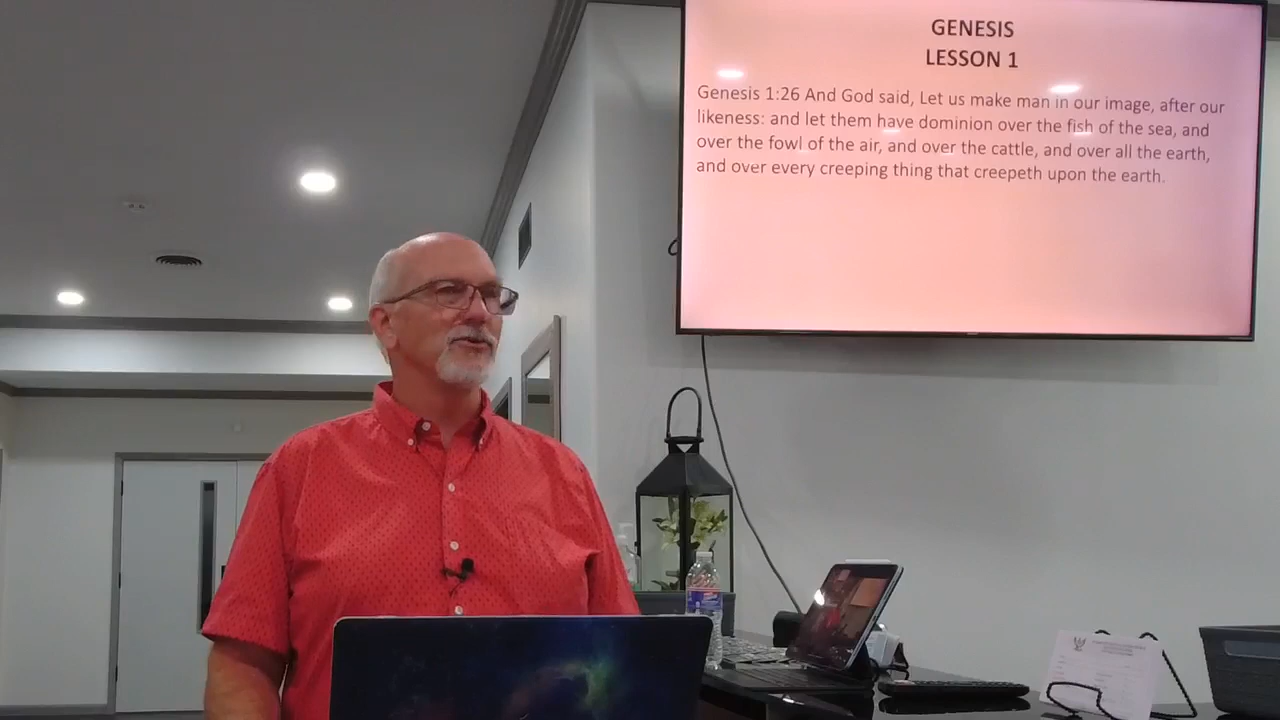 GENESIS
LESSON 1
Genesis 1:26 And God said, Let us make man in our image, after our
likeness: and let them have dominion over the fish of the sea, and
over the fowl of the air, and over the cattle, and over all the earth,
and over every creeping thing that creepeth upon the earth.